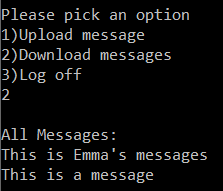 Please pick an option
1)Upload message
2)Download messages
3)Log off
2
All Messages:
This is Emma's messages
This is a message